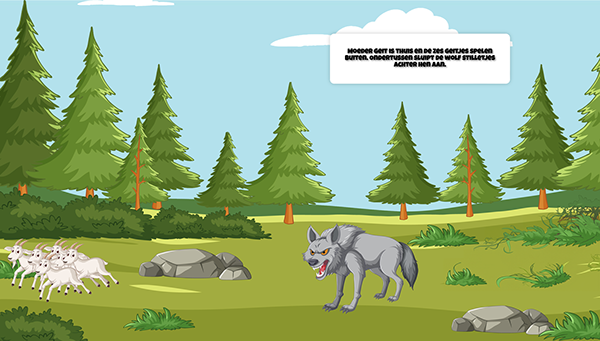 Moeder Geit is thuis en de zes geitjes spelen
buiten. Ondertussen sluipt de wolf stilletjes
achter hen aan.